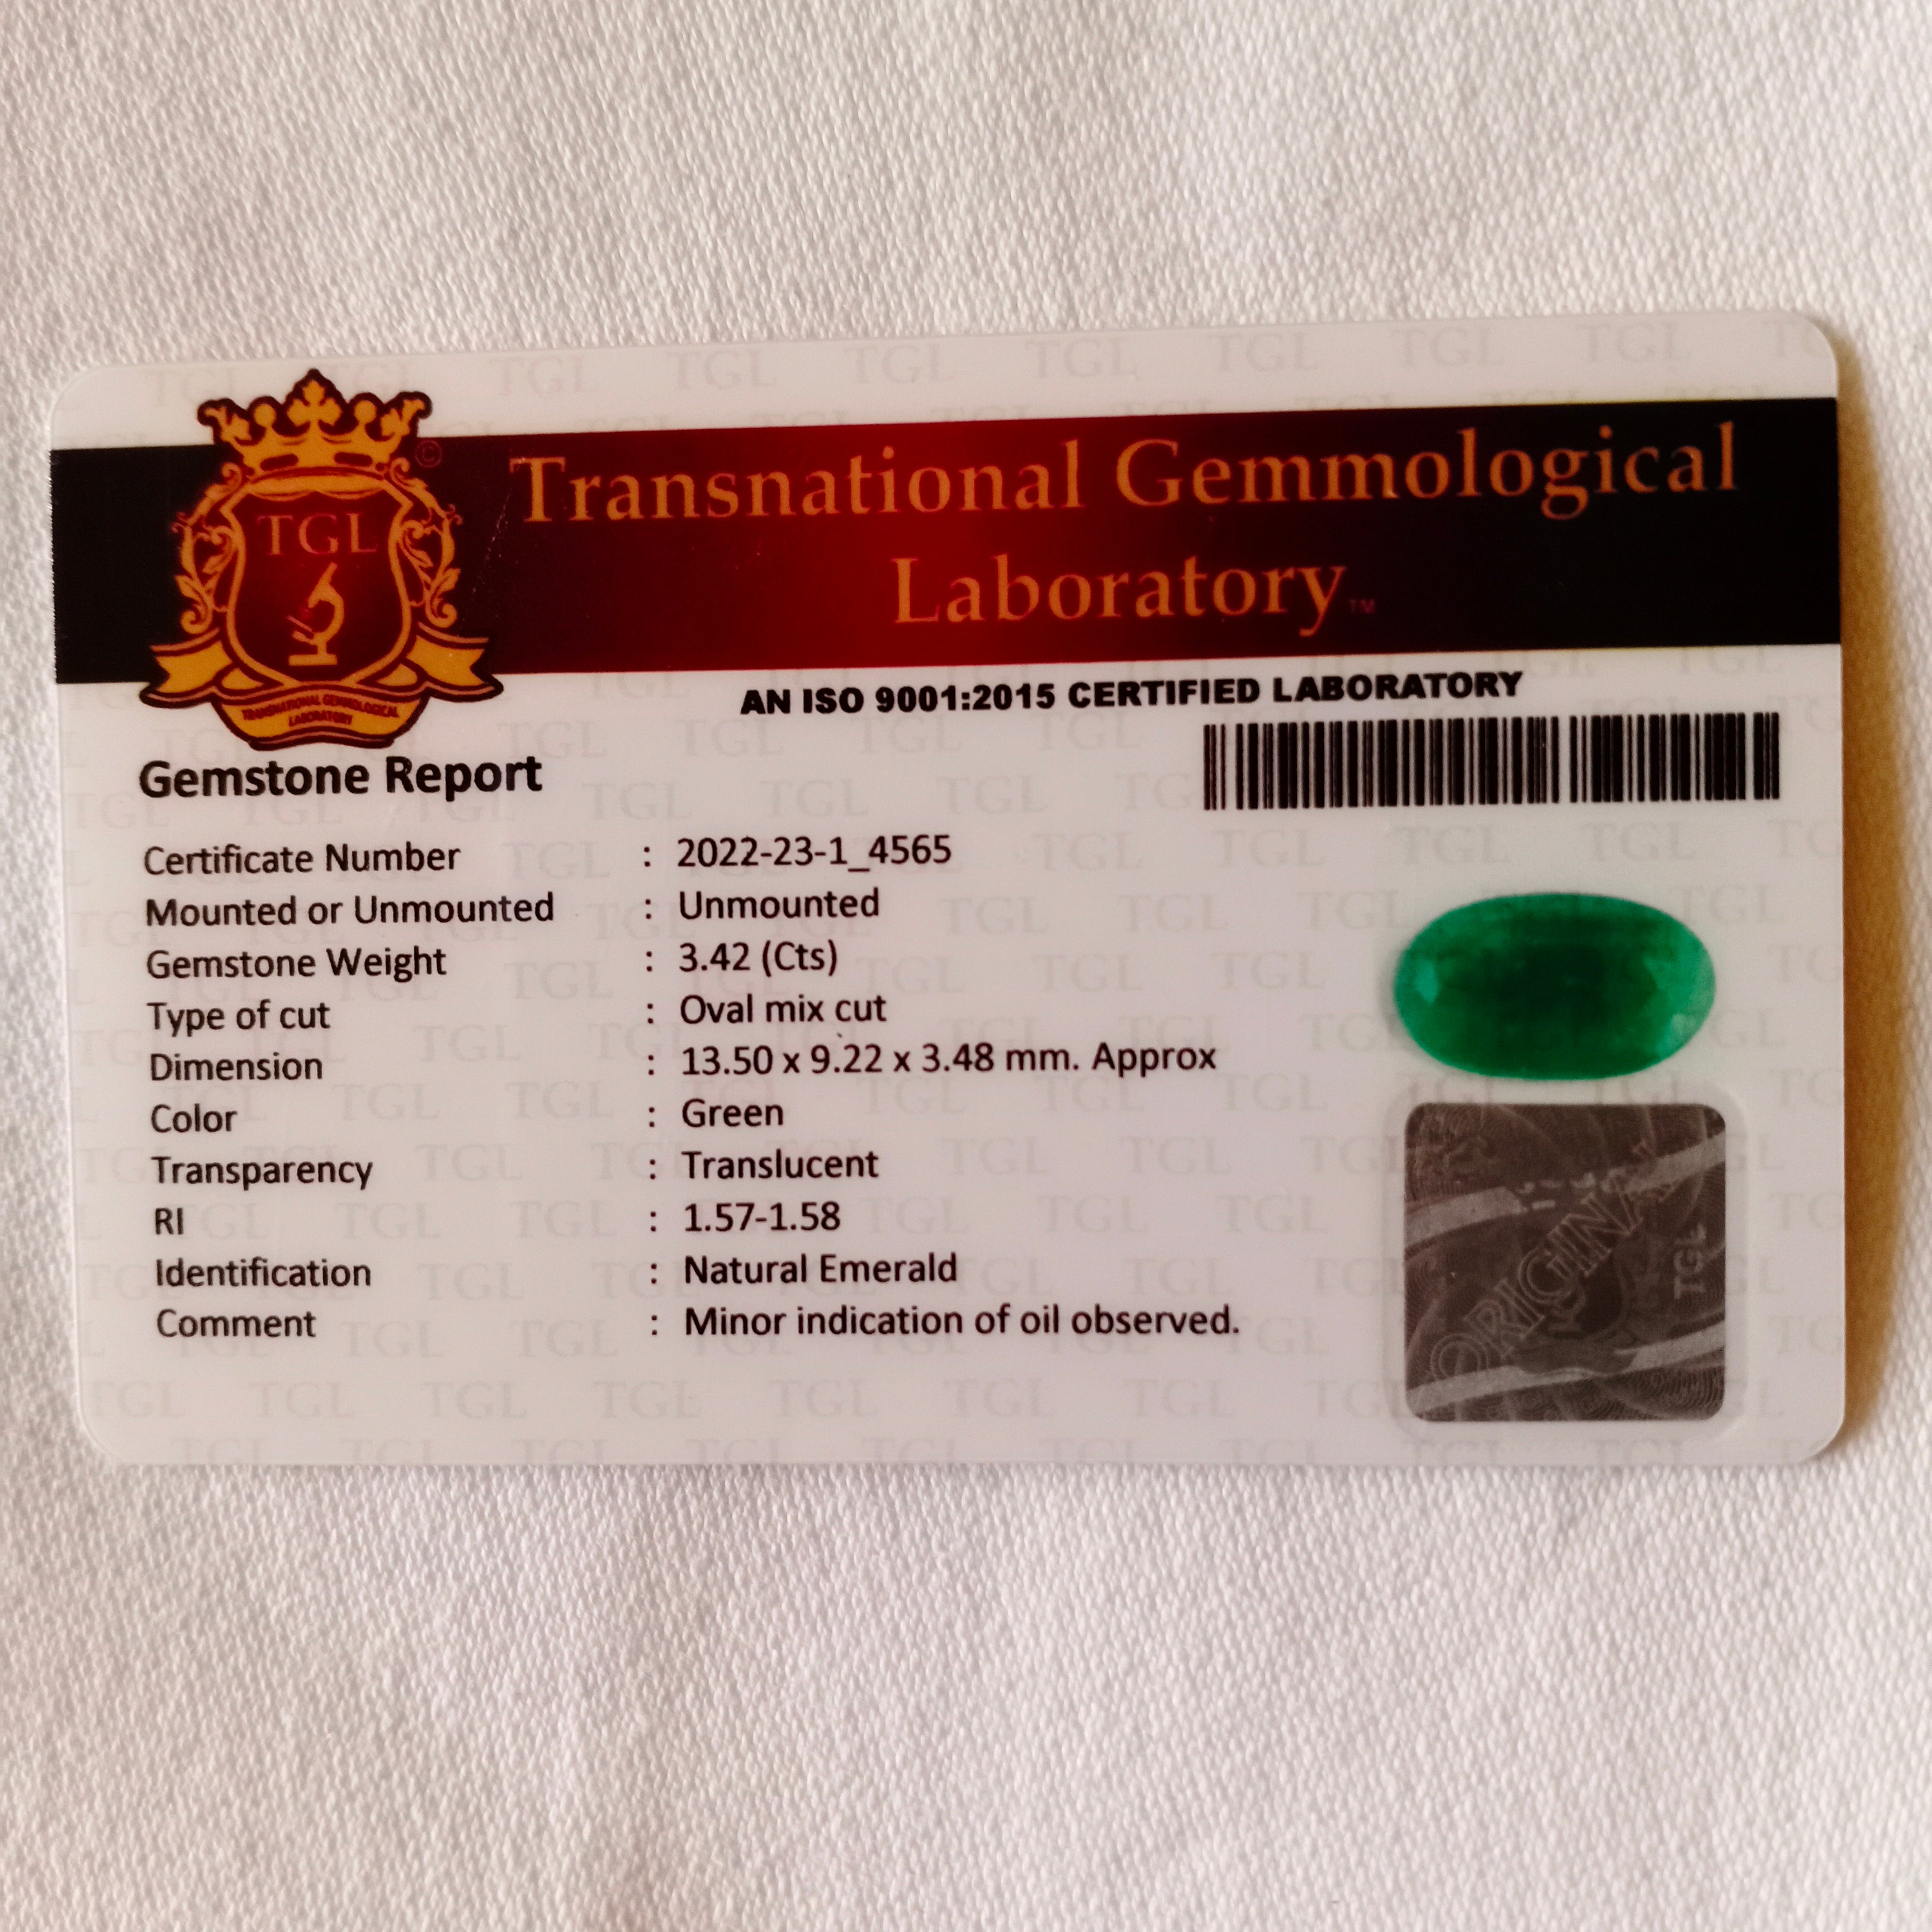 TGL
TRANSNATIONAL GEMMOLOGICAL
LABORATORY
©
Transnational Gemmological
Laboratory™
AN ISO 9001:2015 CERTIFIED LABORATORY
Gemstone Report
Certificate Number : 2022-23-1_4565
Mounted or Unmounted : Unmounted
Gemstone Weight : 3.42 (Cts)
Type of cut : Oval mix cut
Dimension : 13.50 x 9.22 x 3.48 mm. Approx
Color : Green
Transparency : Translucent
RI : 1.57-1.58
Identification : Natural Emerald
Comment : Minor indication of oil observed.
ORIGINAL
TGL